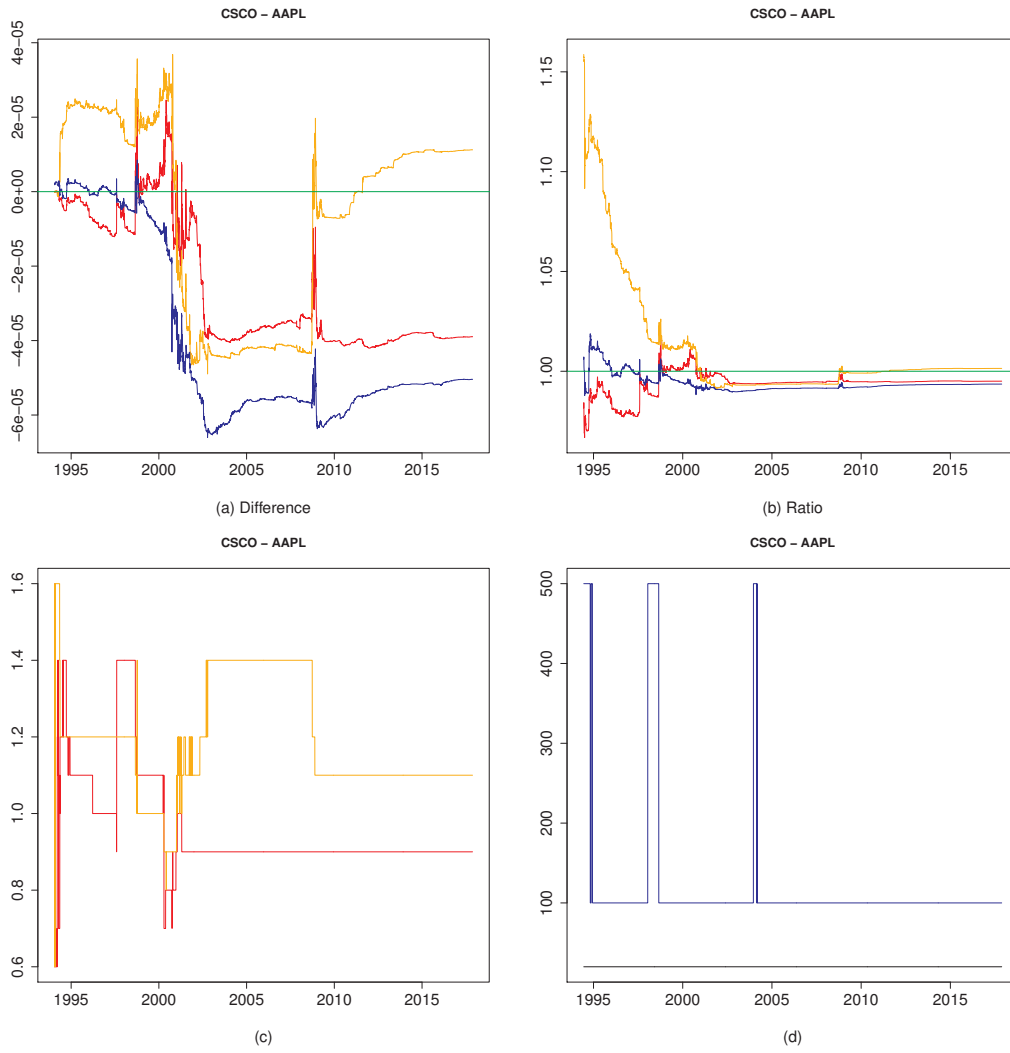 CSCO – AAPL
4e−05
2e−05
0e+00
−2e−05
−4e−05
−6e−05
1995 2000 2005 2010 2015
(a) Difference
CSCO – AAPL
1.15
1.10
1.05
1.00
1995 2000 2005 2010 2015
(b) Ratio
CSCO – AAPL
1.6
1.4
1.2
1.0
0.8
0.6
1995 2000 2005 2010 2015
(c)
CSCO – AAPL
500
400
300
200
100
1995 2000 2005 2010 2015
(d)